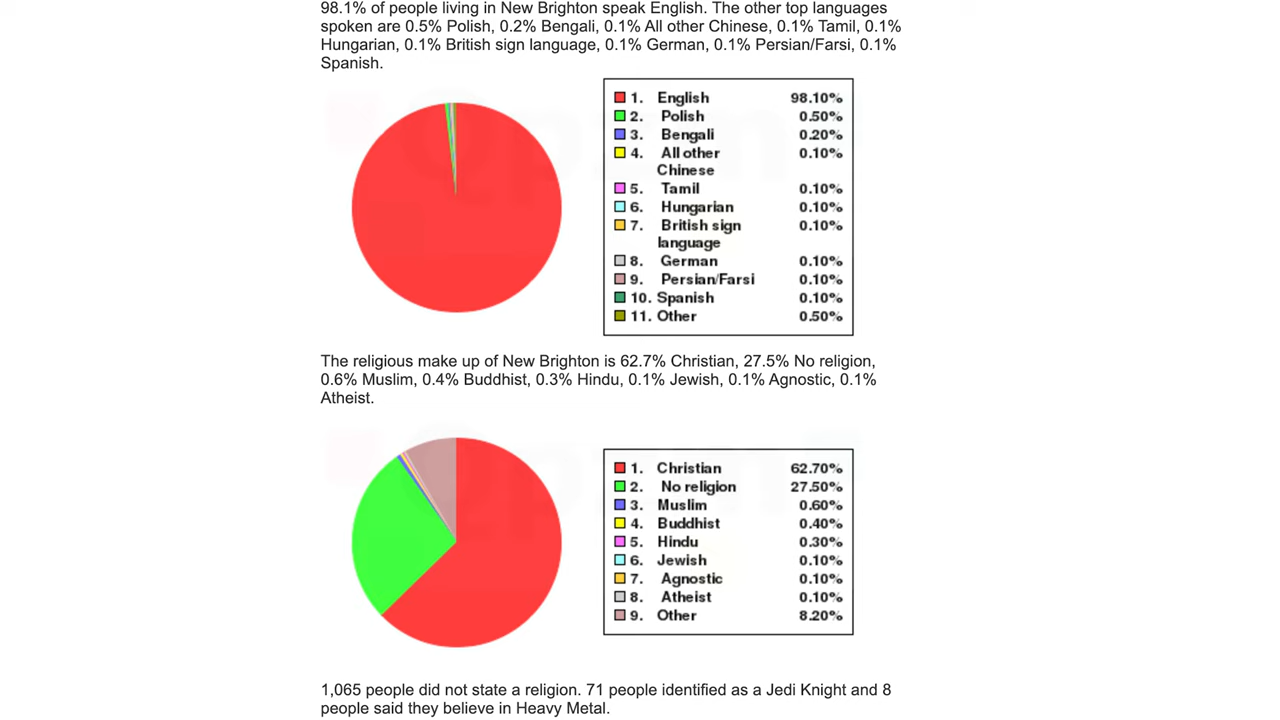 98.1% of people living in New Brighton speak English. The other top languages
spoken are 0.5% Polish, 0.2% Bengali, 0.1% All other Chinese, 0.1% Tamil, 0.1%
Hungarian, 0.1% British sign language, 0.1% German, 0.1% Persian/Farsi, 0.1%
Spanish.
1. English 98.10%
2. Polish 0.50%
3. Bengali 0.20%
4. All other 0.10%
Chinese
5. Tamil 0.10%
6. Hungarian 0.10%
7. British sign 0.10%
language
8. German 0.10%
9. Persian/Farsi 0.10%
10. Spanish 0.10%
11. Other 0.50%
The religious make up of New Brighton is 62.7% Christian, 27.5% No religion,
0.6% Muslim, 0.4% Buddhist, 0.3% Hindu, 0.1% Jewish, 0.1% Agnostic, 0.1%
Atheist.
1. Christian 62.70%
2. No religion 27.50%
3. Muslim 0.60%
4. Buddhist 0.40%
5. Hindu 0.30%
6. Jewish 0.10%
7. Agnostic 0.10%
8. Atheist 0.10%
9. Other 8.20%
1,065 people did not state a religion. 71 people identified as a Jedi Knight and 8
people said they believe in Heavy Metal.